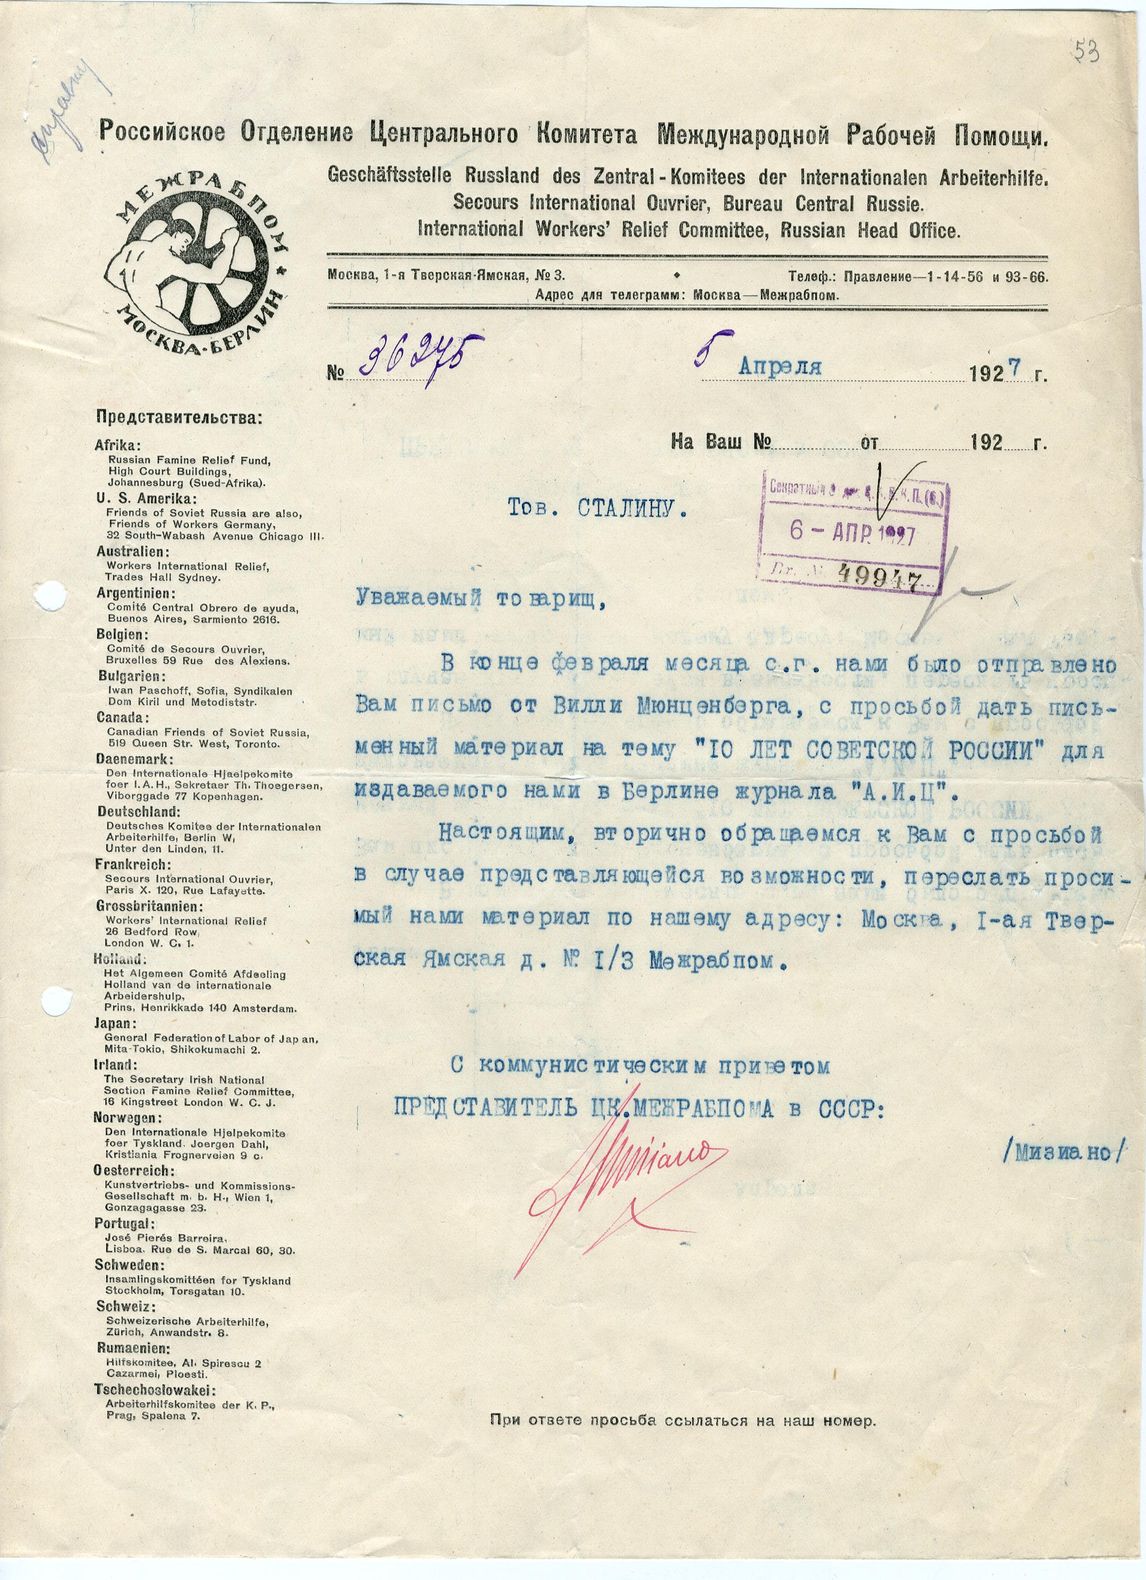 53
Справку
Российское Отделение Центрального Комитета Международной Рабочей Помощи.
Geschäftsstelle Russland des Zentral-Komitees der Internationalen Arbeiterhilfe.
Secours International Ouvrier, Bureau Central Russie.
International Workers' Relief Committee, Russian Head Office.
МЕЖРАБПОМ
МОСКВА-БЕРЛИН
Москва, 1-я Тверская-Ямская, №3. Телеф.: Правление—1-14-56 и 93-66.
Адрес для телеграмм: Москва—Межрабпом.
№ 36275 5 Апреля 1927 г.
На Ваш № от 192 г.
Секратный
6 - АПР. 1927
49947
Тов. СТАЛИНУ.
Уважаемый товарищ,
В конце февраля месяца с.г. нами было отправлено
Вам письмо от Вилли Мюнценберга, с просьбой дать пись-
менный материал на тему "IO ЛЕТ СОВЕТСКОЙ РОССИИ" для
издаваемого нами в Берлине журнала "А.И.Ц".
Настоящим, вторично обращаемся к Вам с просьбой
в случае представляющейся возможности, переслать проси-
мый нами материал по нашему адресу: Москва, I-ая Твер-
ская Ямская д. № I/3 Межрабпом.
С коммунистическим приветом
ПРЕДСТАВИТЕЛЬ ЦК.МЕЖРАБПОМА в СССР:
/Мизиано/
Представительства:
Afrika:
Russian Famine Relief Fund,
High Court Buildings,
Johannesburg (Sued-Afrika).
U. S. Amerika:
Friends of Soviet Russia are also,
Friends of Workers Germany,
32 South-Wabash Avenue Chicago III.
Australien:
Workers International Relief,
Trades Hall Sydney.
Argentinien:
Comité Central Obrero de ayuda,
Buenos Aires, Sarmiento 2616.
Belgien:
Comité de Secours Ouvrier,
Bruxelles 59 Rue des Alexiens.
Bulgarien:
Iwan Paschoff, Sofia, Syndikalen
Dom Kiril und Metodiststr.
Canada:
Canadian Friends of Soviet Russia,
519 Queen Str. West, Toronto.
Daenemark:
Den Internationale Hjaelpekomite
foer I. A. H., Sekretaer Th. Thoegersen,
Viborggade 77 Kopenhagen.
Deutschland:
Deutsches Komitee der Internationalen
Arbeiterhilfe, Berlin W,
Unter den Linden, 11.
Frankreich:
Secours International Ouvrier,
Paris X. 120, Rue Lafayette.
Grossbritannien:
Workers' International Relief
26 Bedford Row,
London W. C. 1.
Holland:
Het Algemeen Comité Afdeeling
Holland van de internationale
Arbeidershulp,
Prins, Henrikkade 140 Amsterdam.
Japan:
General Federation of Labor of Japan,
Mita-Tokio, Shikokumachi 2.
Irland:
The Secretary Irish National
Section Famine Relief Committee,
16 Kingstreet London W. C. J.
Norwegen:
Den Internationale Hjelpekomite
foer Tyskland. Joergen Dahl,
Kristiania Frognerveien 9 c.
Oesterreich:
Kunstvertriebs- und Kommissions-
Gesellschaft m. b. H., Wien 1,
Gonzagagasse 23.
Portugal:
José Pierés Barreira,
Lisboa. Rue de S. Marcal 60, 30.
Schweden:
Insamlingskomittéen for Tyskland
Stockholm, Torsgatan 10.
Schweiz:
Schweizerische Arbeiterhilfe,
Zürich, Anwandstr. 8.
Rumaenien:
Hilfskomitee, Al. Spirescu 2
Cazarmei, Ploesti.
Tschechoslowakei:
Arbeiterhilfskomitee der K. P.,
Prag, Spalena 7.
При ответе просьба ссылаться на наш номер.